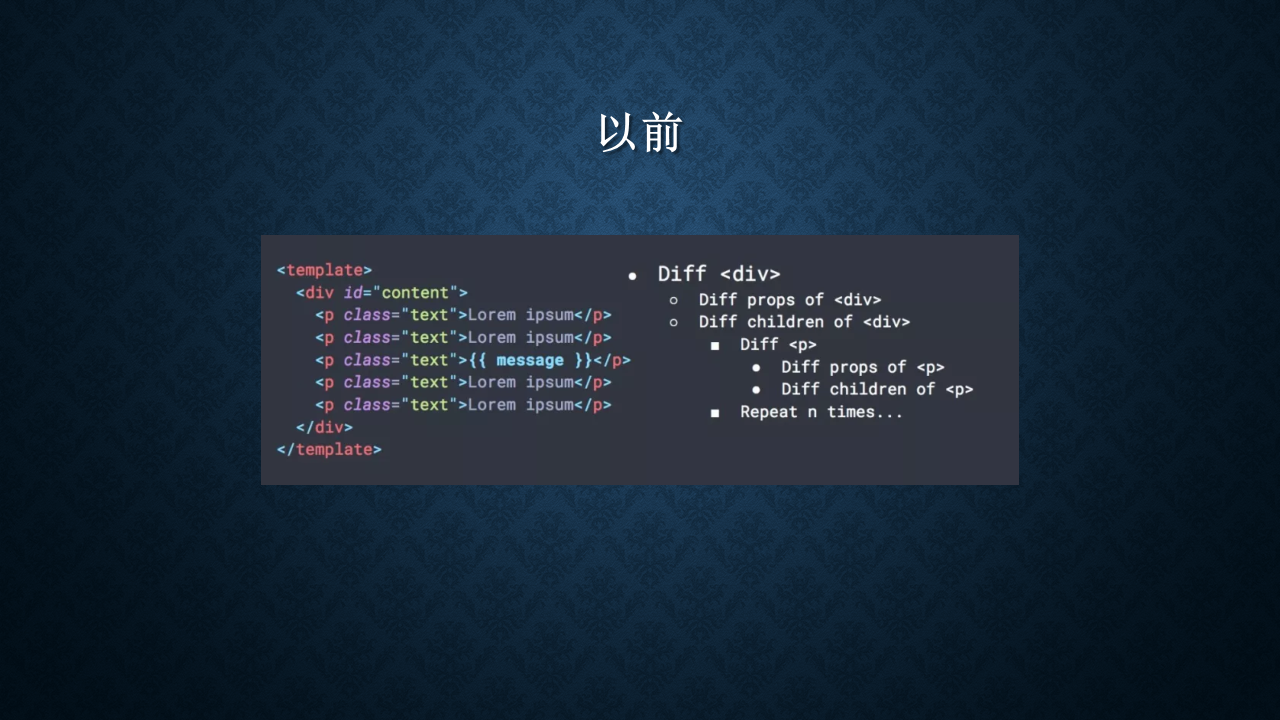 以前
<template>
<div id="content">
<p class="text">Lorem ipsum</p>
<p class="text">Lorem ipsum</p>
<p class="text">{{ message }}</p>
<p class="text">Lorem ipsum</p>
<p class="text">Lorem ipsum</p>
</div>
</template>
● Diff <div>
○ Diff props of <div>
○ Diff children of <div>
■ Diff <p>
● Diff props of <p>
● Diff children of <p>
■ Repeat n times...